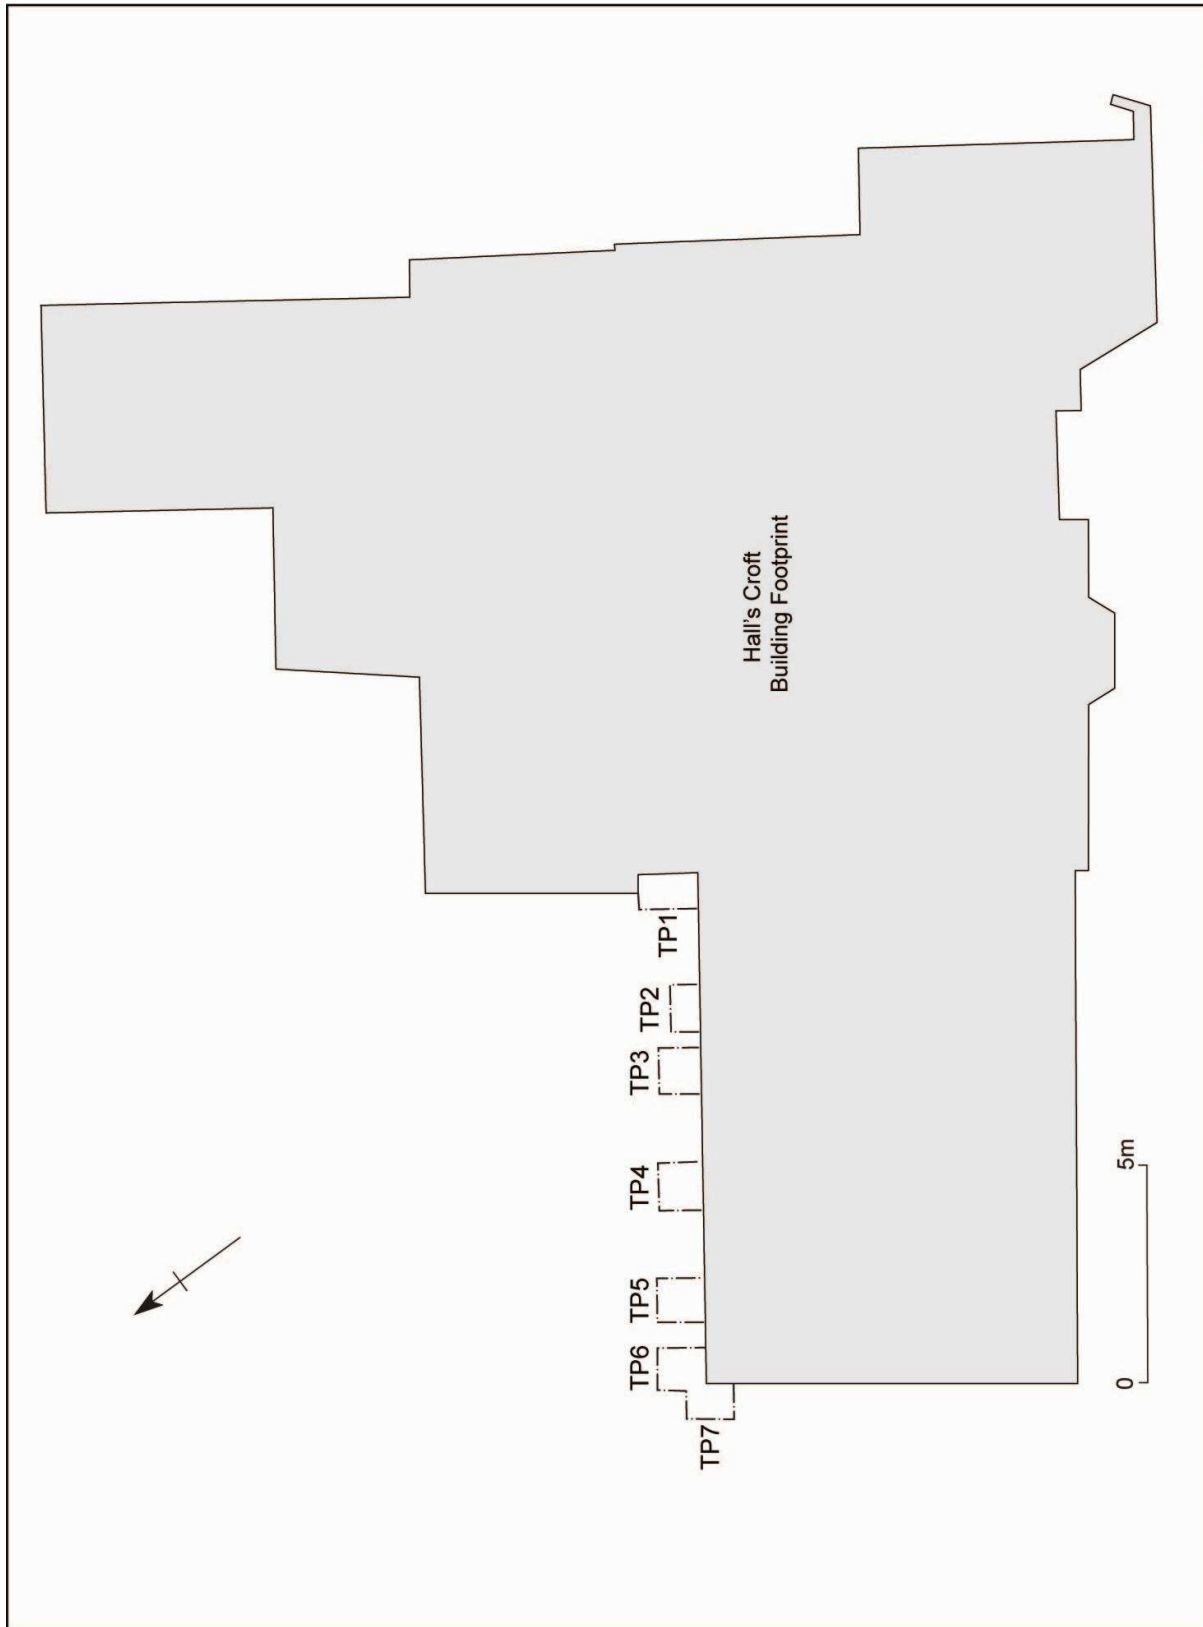 Hall's Croft
Building Footprint
TP1
TP2
TP3
TP4
TP5
TP6
TP7
0
5m